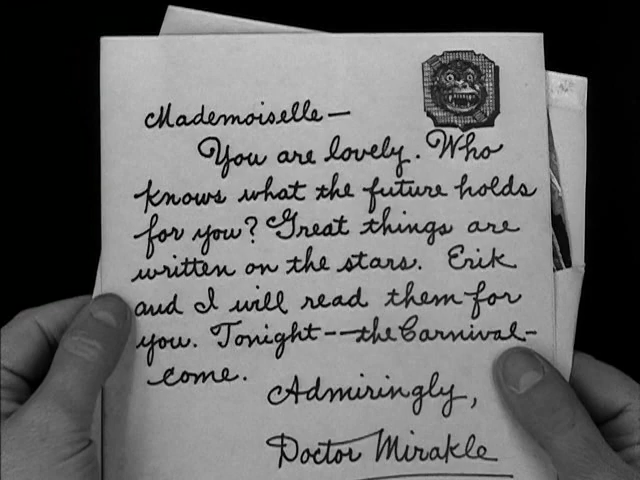 Mademoiselle—
You are lovely. Who
knows what the future holds
for you? Great things are
written on the stars. Erik
and I will read them for
you. Tonight——the Carnival—
come.
Admiringly,
Doctor Mirakle